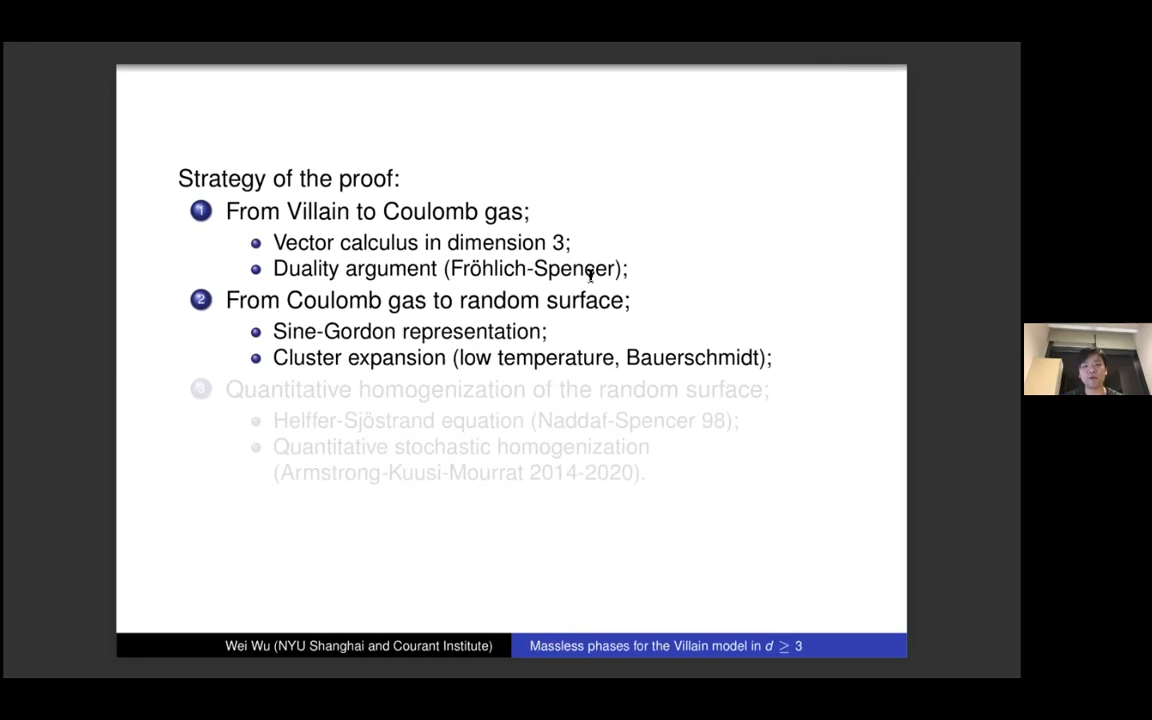 Strategy of the proof:
1 From Villain to Coulomb gas;
Vector calculus in dimension 3;
Duality argument (Fröhlich-Spencer);
2 From Coulomb gas to random surface;
Sine-Gordon representation;
Cluster expansion (low temperature, Bauerschmidt);
3 Quantitative homogenization of the random surface;
Helffer-Sjöstrand equation (Naddaf-Spencer 98);
Quantitative stochastic homogenization
(Armstrong-Kuusi-Mourrat 2014-2020).
Wei Wu (NYU Shanghai and Courant Institute) Massless phases for the Villain model in d ≥ 3